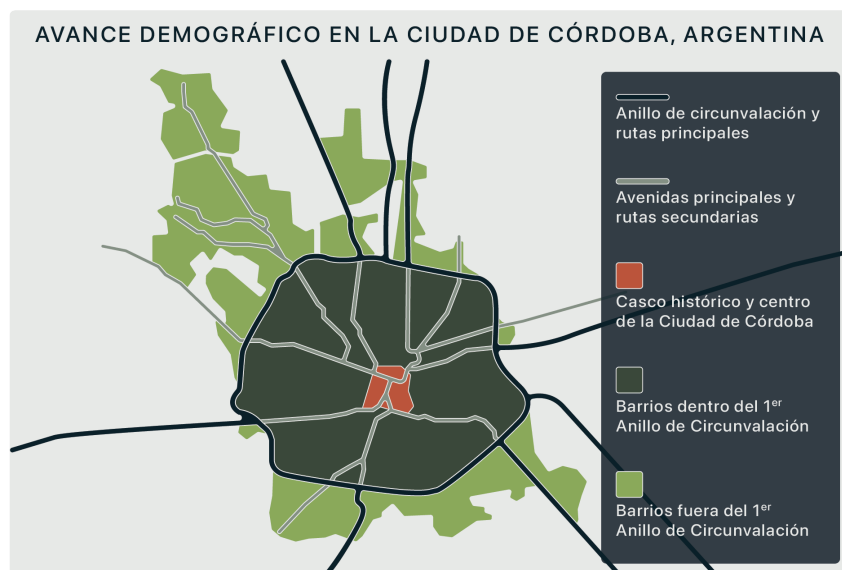 AVANCE DEMOGRÁFICO EN LA CIUDAD DE CÓRDOBA, ARGENTINA
Anillo de circunvalación y
rutas principales
Avenidas principales y
rutas secundarias
Casco histórico y centro
de la Ciudad de Córdoba
Barrios dentro del 1er
Anillo de Circunvalación
Barrios fuera del 1er
Anillo de Circunvalación